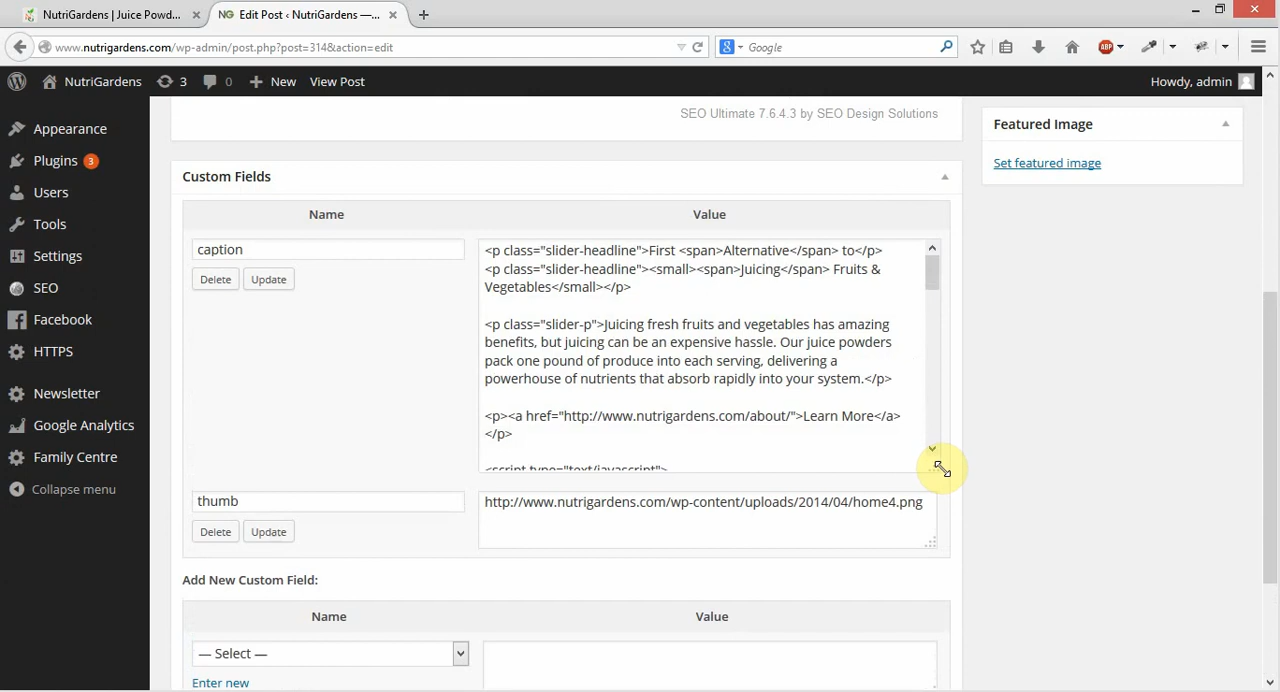 NutriGardens | Juice Powd...
Edit Post ‹ NutriGardens —...
www.nutrigardens.com/wp-admin/post.php?post=314&action=edit
Google
NutriGardens
3
0
New
View Post
Howdy, admin
Appearance
Plugins 3
Users
Tools
Settings
SEO
Facebook
HTTPS
Newsletter
Google Analytics
Family Centre
Collapse menu
SEO Ultimate 7.6.4.3 by SEO Design Solutions
Custom Fields
Name
Value
caption
Delete
Update
<p class="slider-headline">First <span>Alternative</span> to</p>
<p class="slider-headline"><small><span>Juicing</span> Fruits &
Vegetables</small></p>
<p class="slider-p">Juicing fresh fruits and vegetables has amazing
benefits, but juicing can be an expensive hassle. Our juice powders
pack one pound of produce into each serving, delivering a
powerhouse of nutrients that absorb rapidly into your system.</p>
<p><a href="http://www.nutrigardens.com/about/">Learn More</a>
</p>
<script type="text/javascript">
thumb
Delete
Update
http://www.nutrigardens.com/wp-content/uploads/2014/04/home4.png
Add New Custom Field:
Name
Value
— Select —
Enter new
Featured Image
Set featured image
ABP